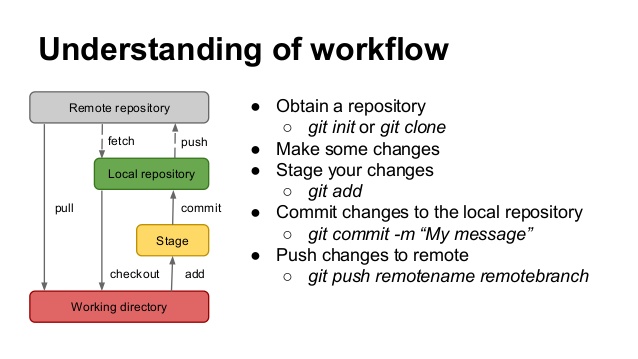 Understanding of workflow
Remote repository
fetch
push
Local repository
pull
commit
Stage
checkout
add
Working directory
● Obtain a repository
○ git init or git clone
● Make some changes
● Stage your changes
○ git add
● Commit changes to the local repository
○ git commit -m “My message”
● Push changes to remote
○ git push remotename remotebranch